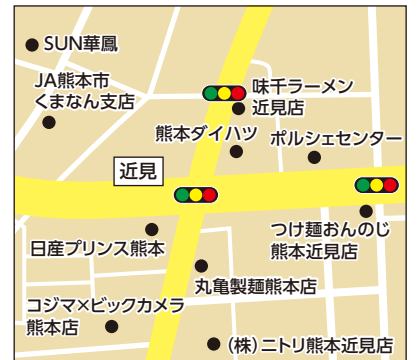 SUN華鳳
JA熊本市
くまなん支店
味千ラーメン
近見店
熊本ダイハツ
ポルシェセンター
近見
日産プリンス熊本
つけ麺おんのじ
熊本近見店
丸亀製麺熊本店
コジマ×ビックカメラ
熊本店
(株)ニトリ熊本近見店